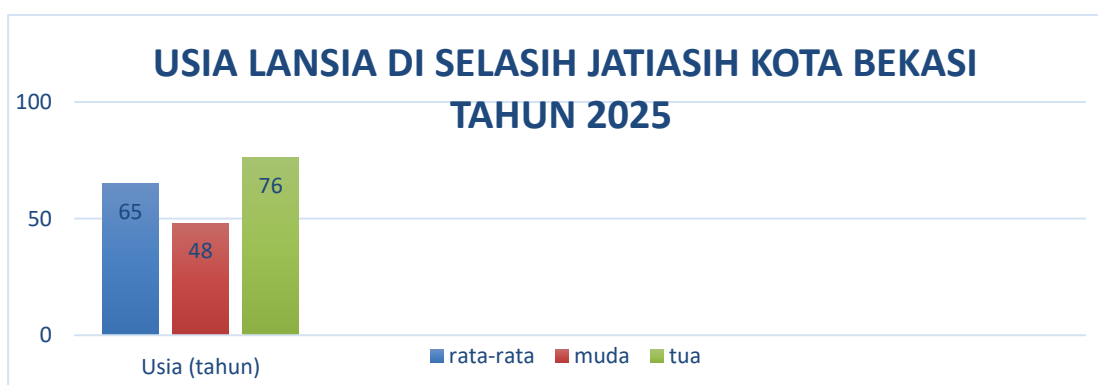 USIA LANSIA DI SELASIH JATIASIH KOTA BEKASI
TAHUN 2025
100
50
0
65
48
76
Usia (tahun)
rata-rata muda tua